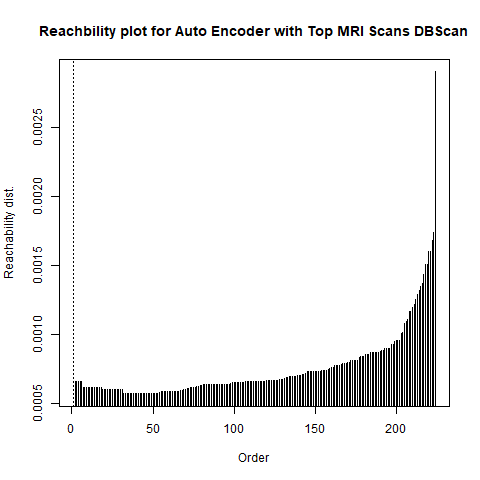 Reachbility plot for Auto Encoder with Top MRI Scans DBScan
0.0025
0.0020
0.0015
0.0010
0.0005
Reachability dist.
0 50 100 150 200
Order